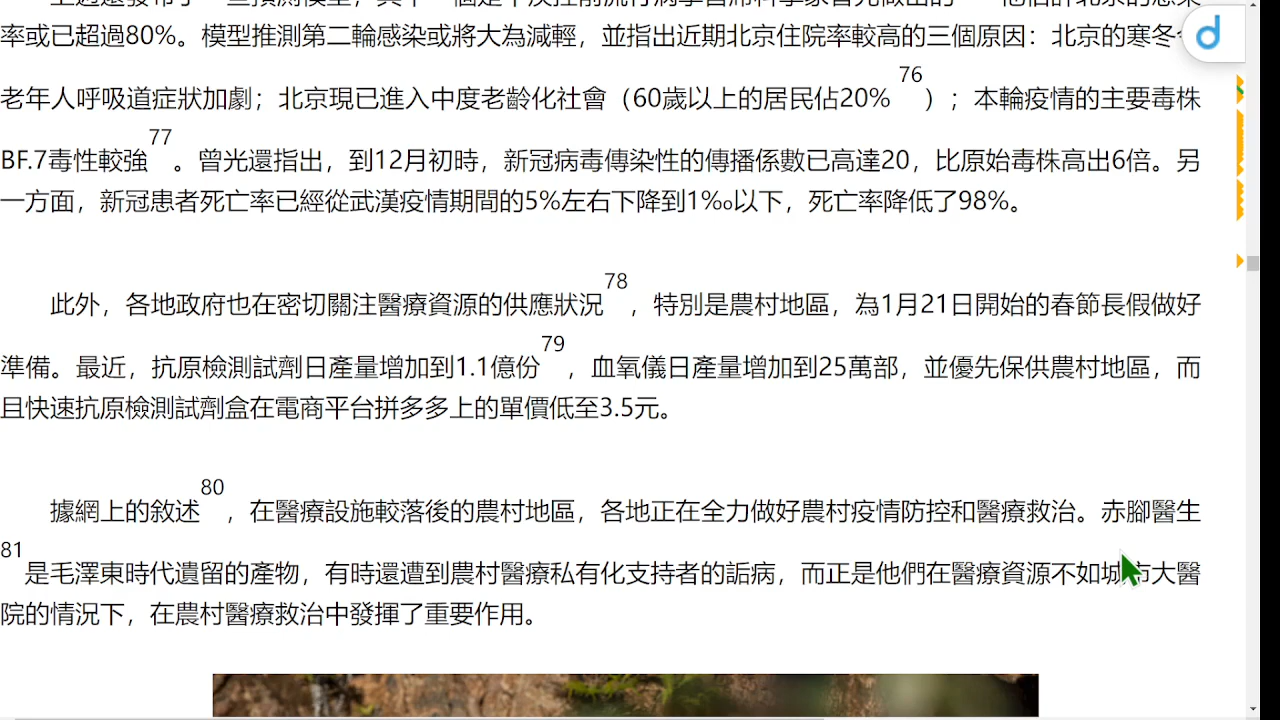 率或已超過80%。模型推測第二輪感染或將大為減輕，並指出近期北京住院率較高的三個原因：北京的寒冬
76
老年人呼吸道症狀加劇；北京現已進入中度老齡化社會（60歲以上的居民佔20%）；本輪疫情的主要毒株
77
BF.7毒性較強。曾光還指出，到12月初時，新冠病毒傳染性的傳播係數已高達20，比原始毒株高出6倍。另
一方面，新冠患者死亡率已經從武漢疫情期間的5%左右下降到1‰以下，死亡率降低了98%。
78
此外，各地政府也在密切關注醫療資源的供應狀況，特別是農村地區，為1月21日開始的春節長假做好
79
準備。最近，抗原檢測試劑日產量增加到1.1億份，血氧儀日產量增加到25萬部，並優先保供農村地區，而
且快速抗原檢測試劑盒在電商平台拼多多上的單價低至3.5元。
80
據網上的敘述，在醫療設施較落後的農村地區，各地正在全力做好農村疫情防控和醫療救治。赤腳醫生
81
是毛澤東時代遺留的產物，有時還遭到農村醫療私有化支持者的詬病，而正是他們在醫療資源不如城市大醫
院的情況下，在農村醫療救治中發揮了重要作用。